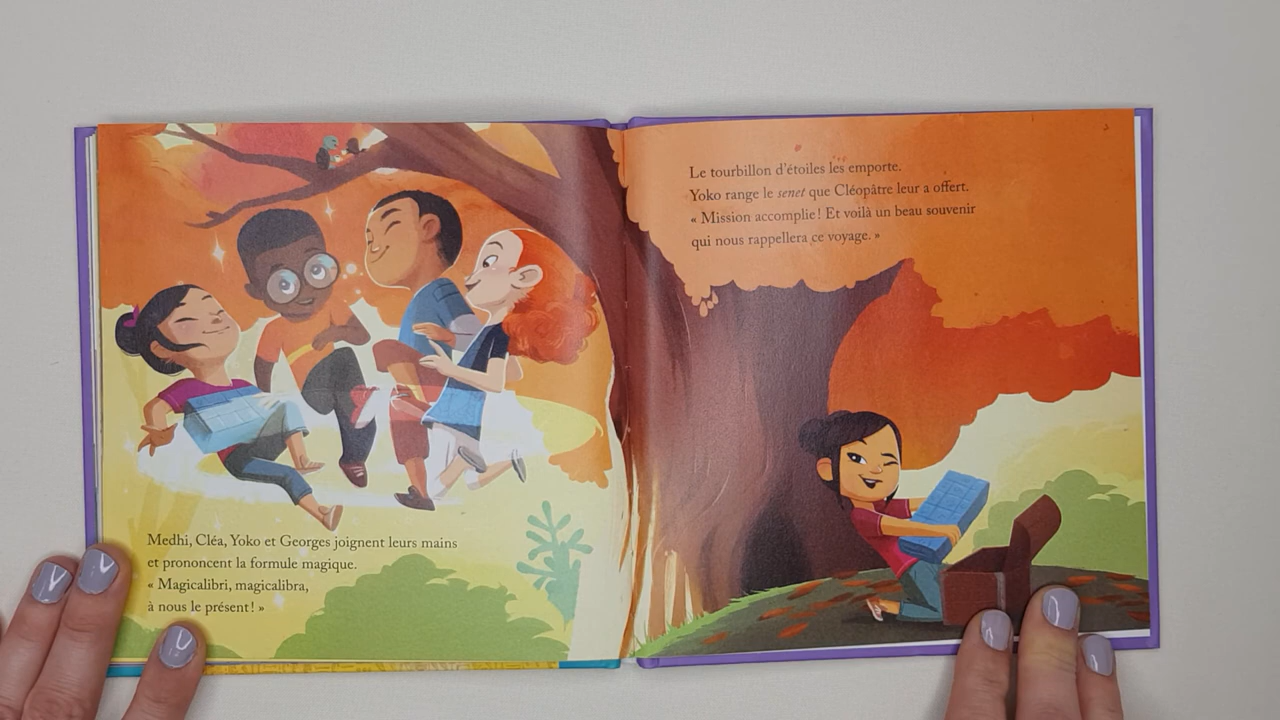 Medhi, Cléa, Yoko et Georges joignent leurs mains
et prononcent la formule magique.
« Magicalibri, magicalibra,
à nous le présent ! »
Le tourbillon d'étoiles les emporte.
Yoko range le senet que Cléopâtre leur a offert.
« Mission accomplie ! Et voilà un beau souvenir
qui nous rappellera ce voyage. »